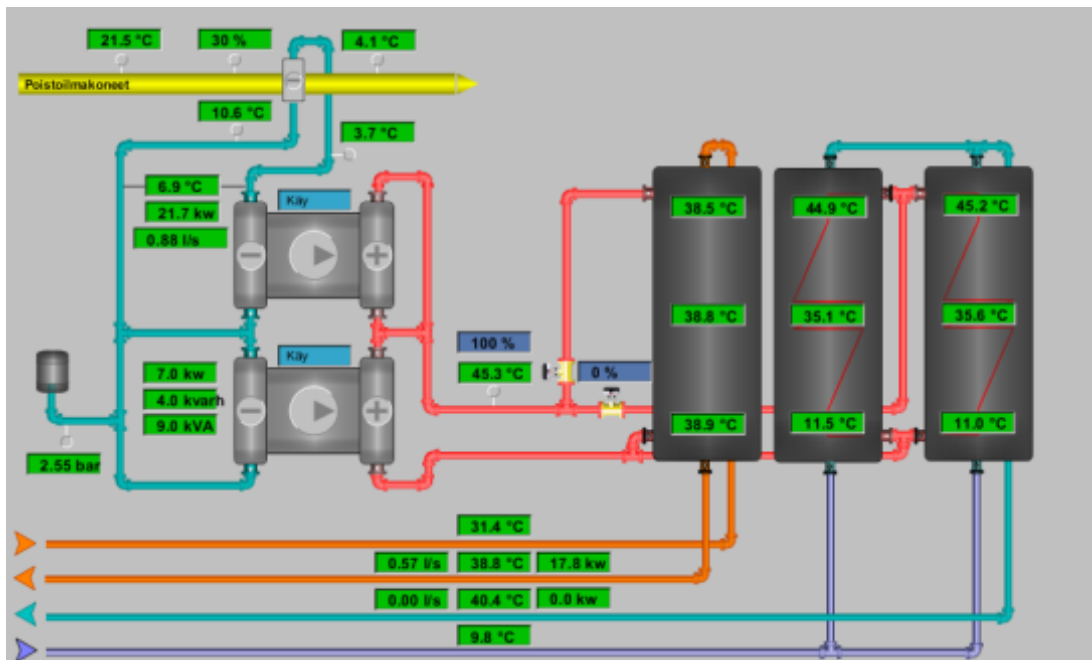 21.5 °C
30 %
4.1 °C
Poistoilmakoneet
10.6 °C
3.7 °C
6.9 °C
21.7 kw
0.88 l/s
Käy
38.5 °C
44.9 °C
45.2 °C
38.8 °C
35.1 °C
35.6 °C
100 %
45.3 °C
0 %
Käy
7.0 kw
4.0 kvarh
9.0 kVA
38.9 °C
11.5 °C
11.0 °C
2.55 bar
31.4 °C
0.57 l/s
38.8 °C
17.8 kw
0.00 l/s
40.4 °C
0.0 kw
9.8 °C